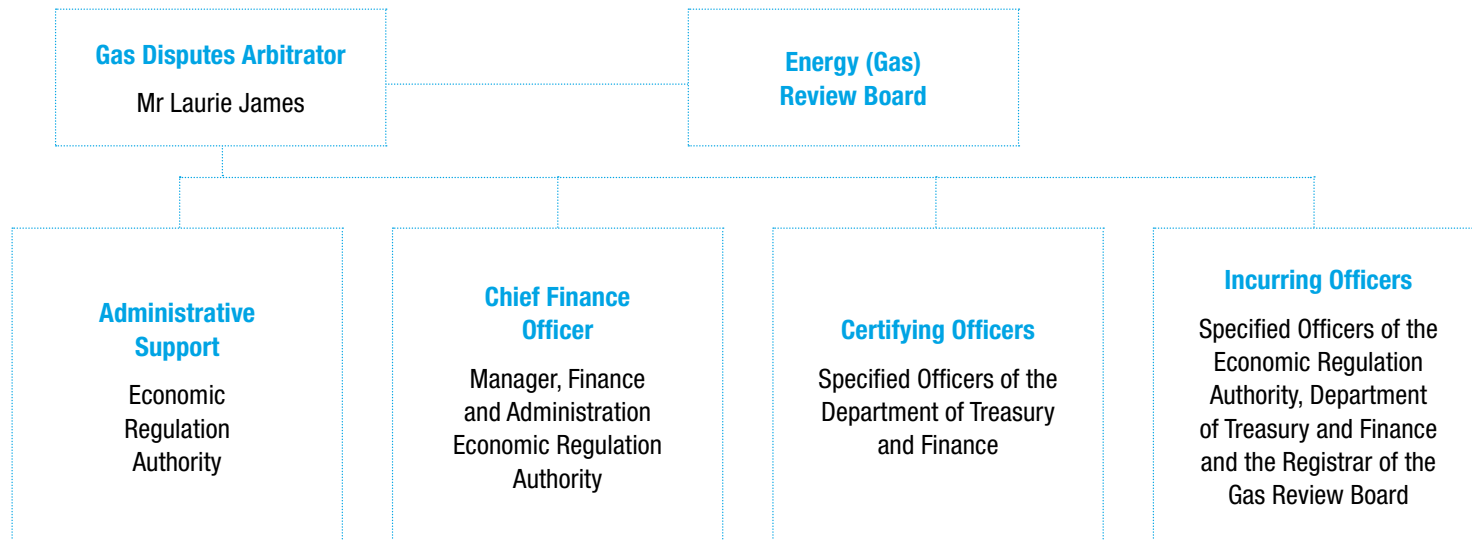 Gas Disputes Arbitrator
Mr Laurie James
Energy (Gas)
Review Board
Administrative
Support
Economic
Regulation
Authority
Chief Finance
Officer
Manager, Finance
and Administration
Economic Regulation
Authority
Certifying Officers
Specified Officers of the
Department of Treasury
and Finance
Incurring Officers
Specified Officers of the
Economic Regulation
Authority, Department
of Treasury and Finance
and the Registrar of the
Gas Review Board